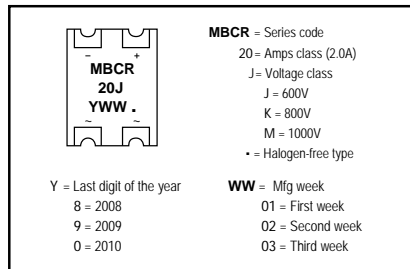 – +
MBCR
20J
YWW ▪
~ ~
MBCR = Series code
20 = Amps class (2.0A)
J = Voltage class
J = 600V
K = 800V
M = 1000V
▪ = Halogen-free type
Y = Last digit of the year
8 = 2008
9 = 2009
0 = 2010
WW = Mfg week
01 = First week
02 = Second week
03 = Third week